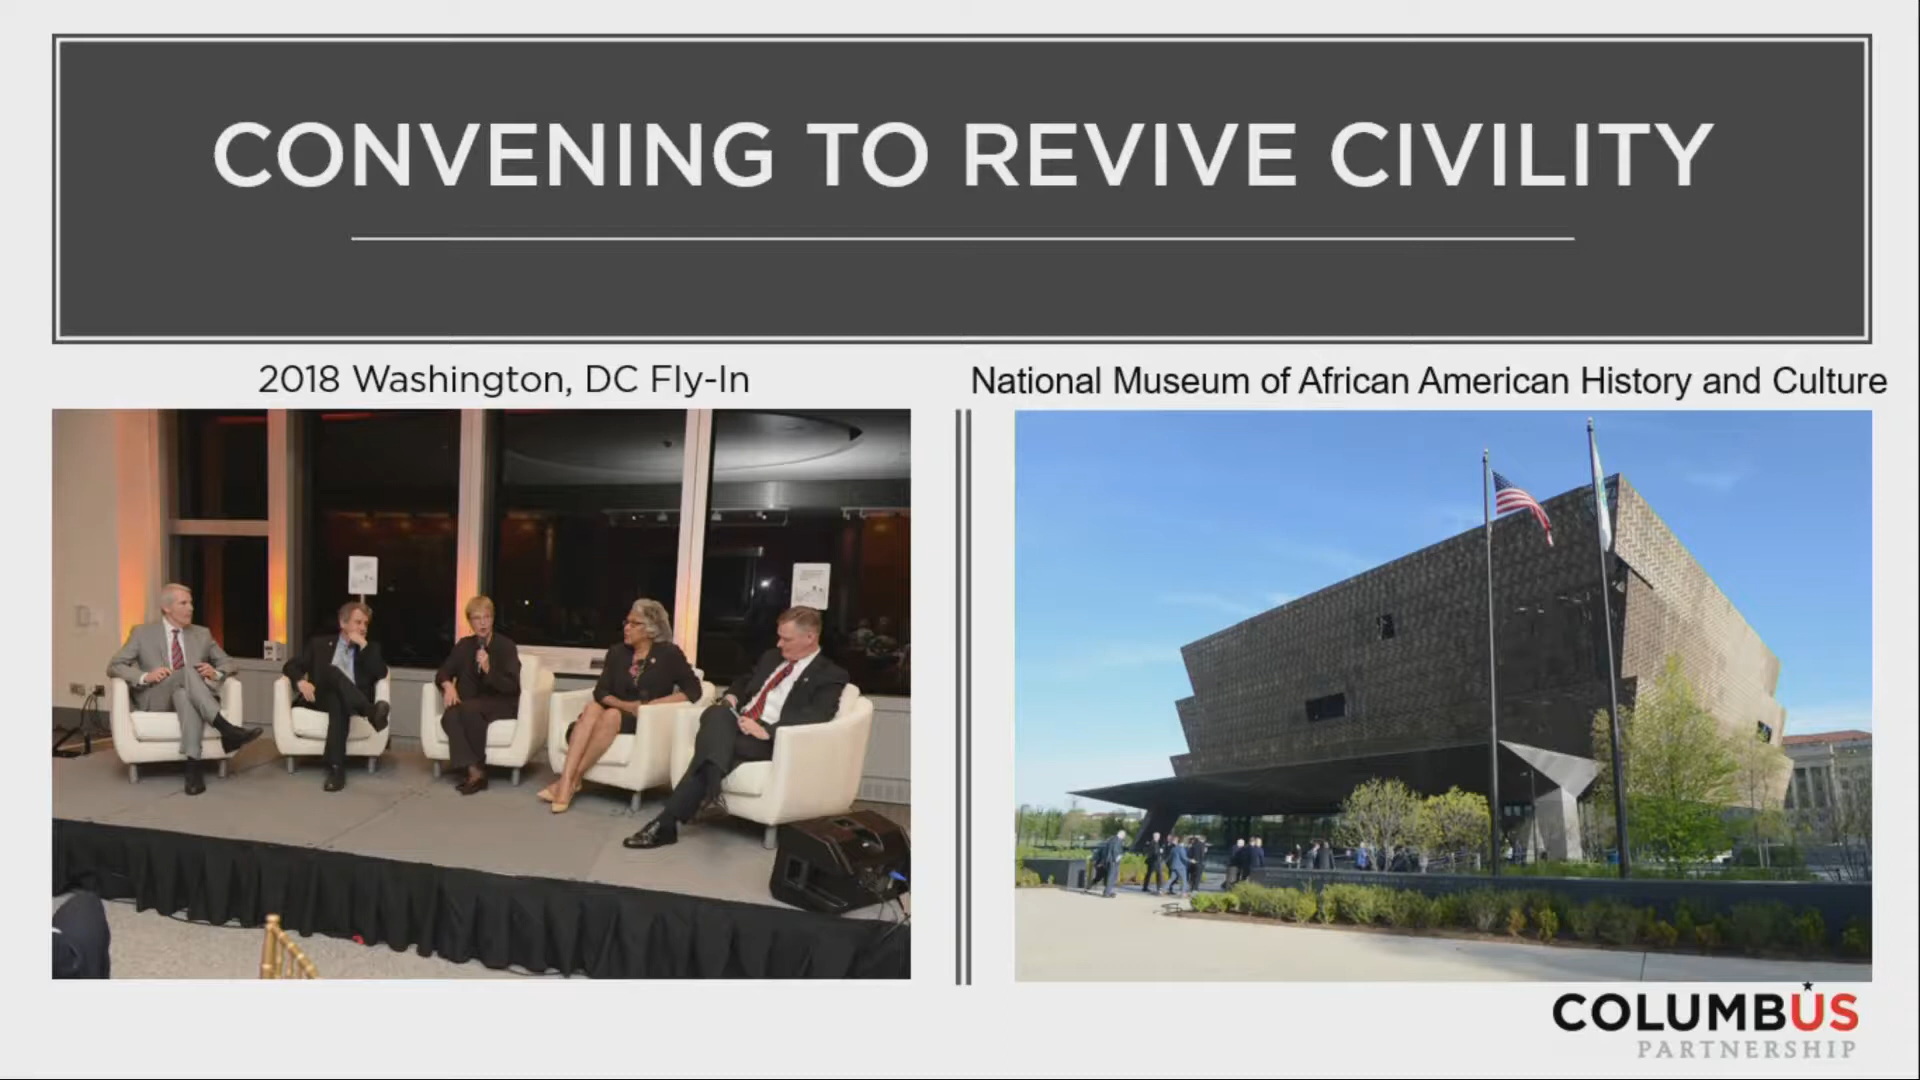 CONVENING TO REVIVE CIVILITY
2018 Washington, DC Fly-In
National Museum of African American History and Culture
COLUMBUS
PARTNERSHIP